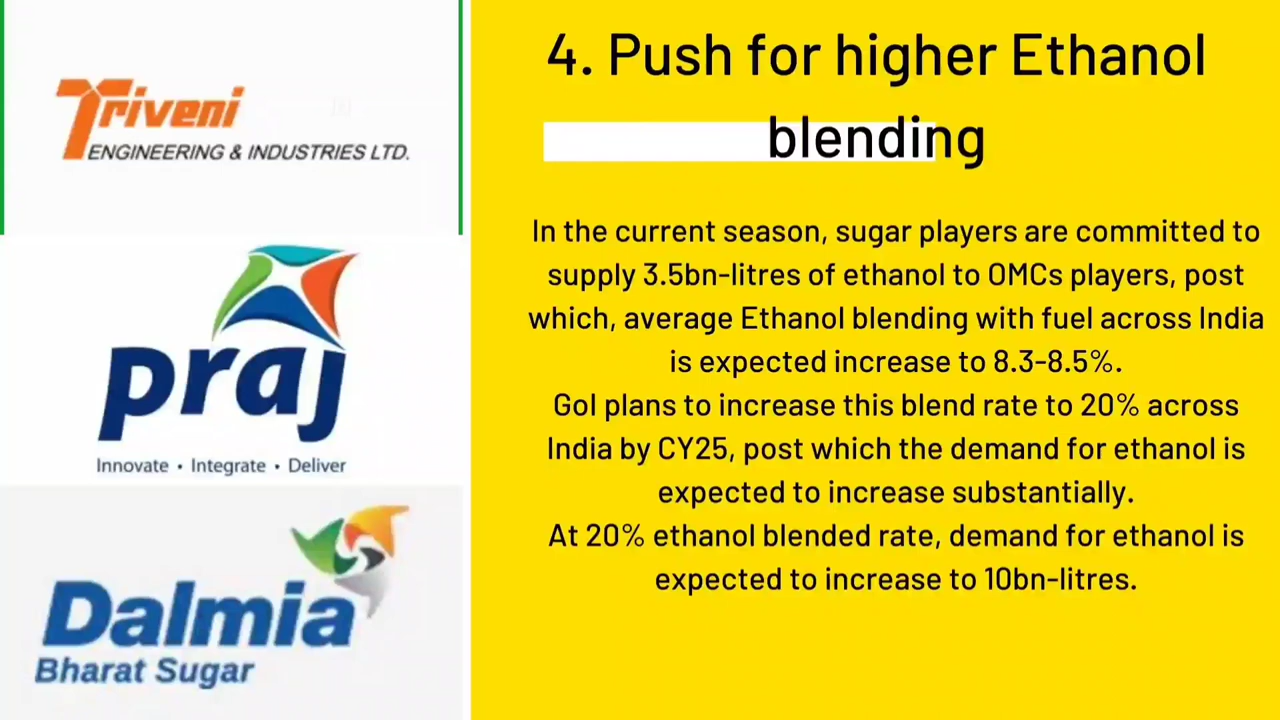 Triveni
ENGINEERING & INDUSTRIES LTD.
praj
Innovate • Integrate • Deliver
Dalmia
Bharat Sugar
4. Push for higher Ethanol
blending
In the current season, sugar players are committed to
supply 3.5bn-litres of ethanol to OMCs players, post
which, average Ethanol blending with fuel across India
is expected increase to 8.3-8.5%.
GoI plans to increase this blend rate to 20% across
India by CY25, post which the demand for ethanol is
expected to increase substantially.
At 20% ethanol blended rate, demand for ethanol is
expected to increase to 10bn-litres.